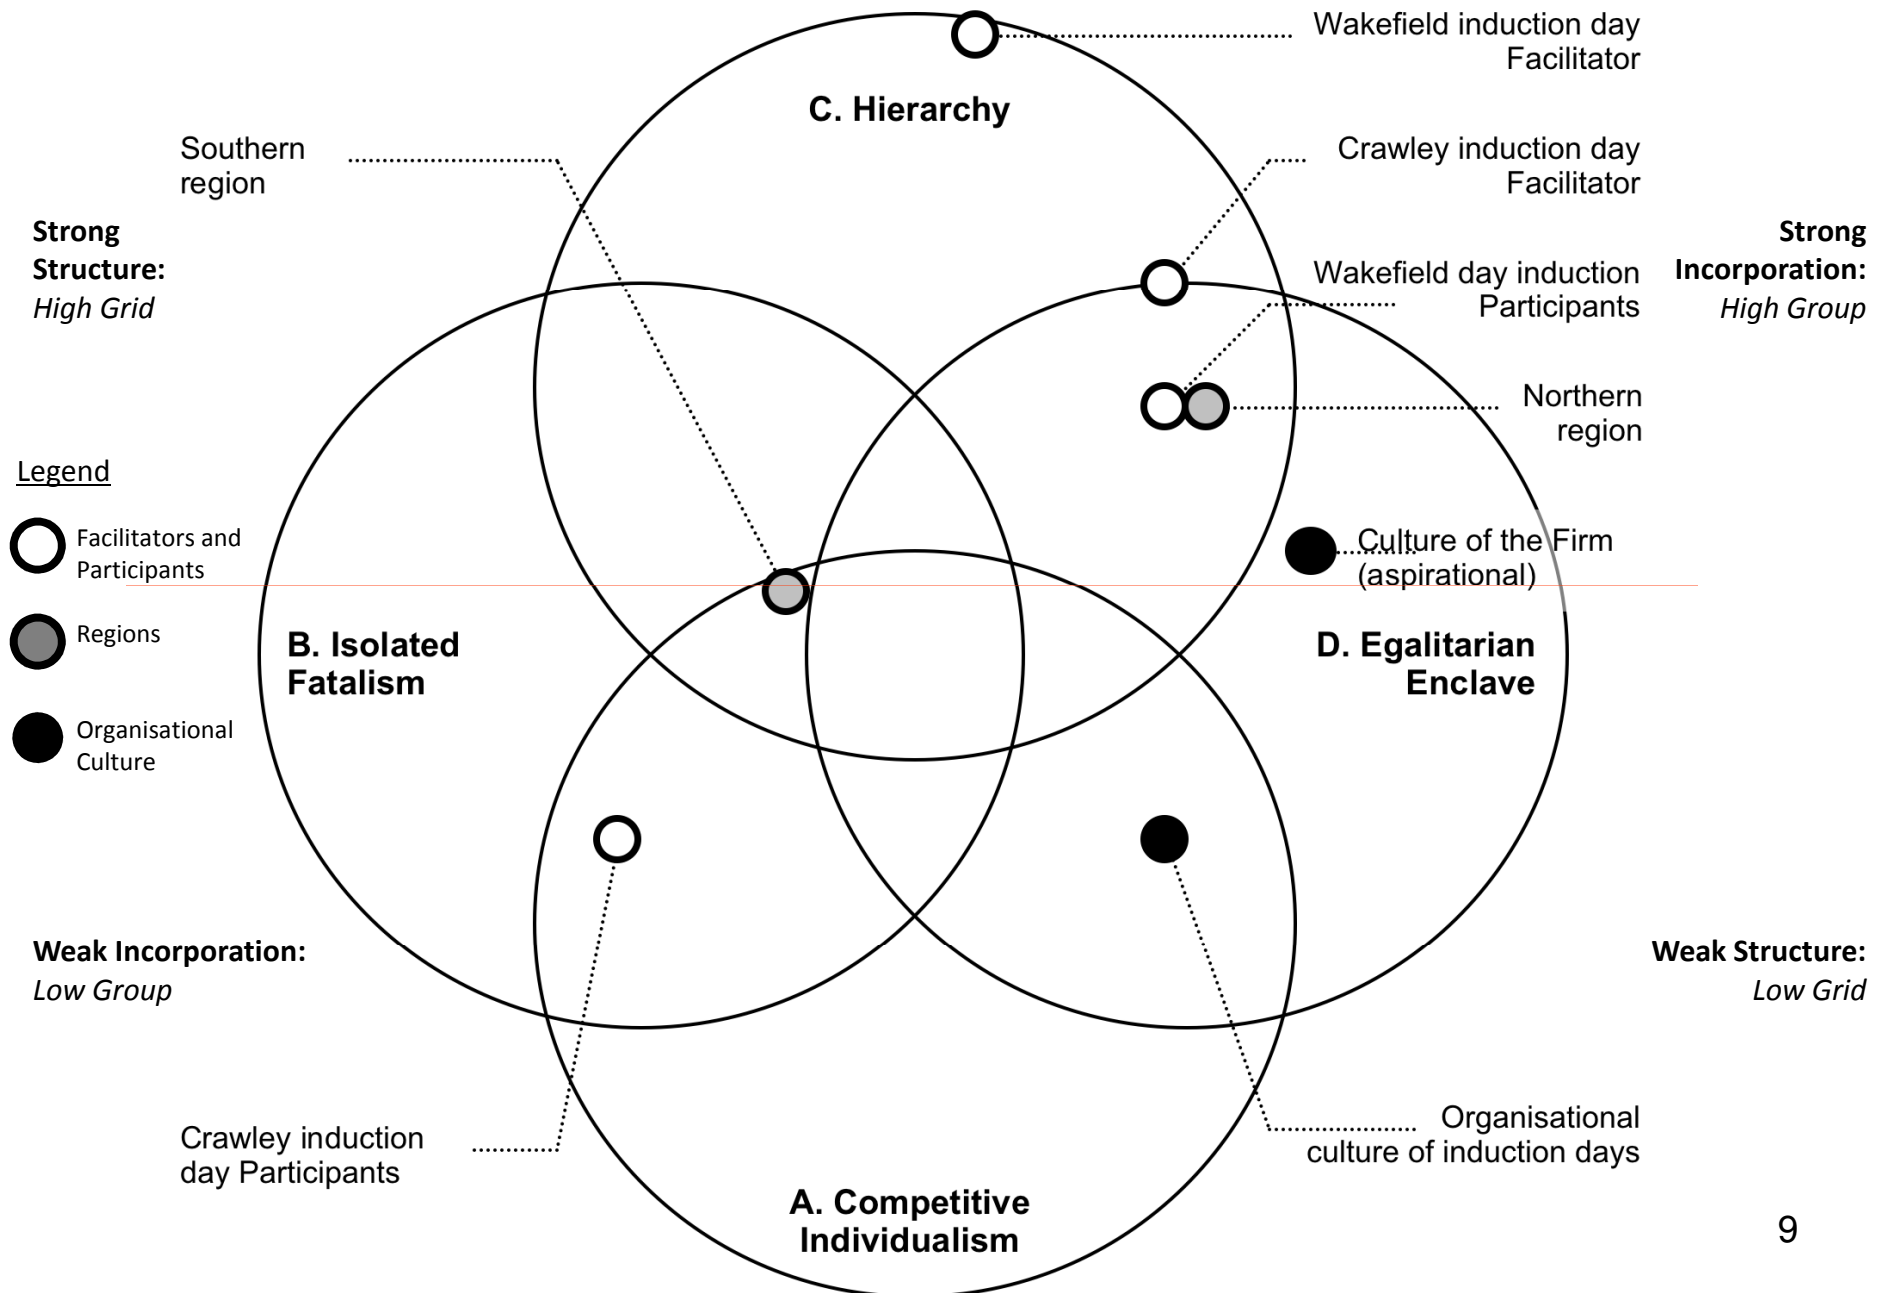 Wakefield induction day
Facilitator
C. Hierarchy
Southern
region
Crawley induction day
Facilitator
Strong
Structure:
High Grid
Strong
Incorporation:
High Group
Wakefield day induction
Participants
Northern
region
Legend
Facilitators and
Participants
Regions
Organisational
Culture
Culture of the Firm
(aspirational)
B. Isolated
Fatalism
D. Egalitarian
Enclave
Weak Incorporation:
Low Group
Weak Structure:
Low Grid
Crawley induction
day Participants
Organisational
culture of induction days
A. Competitive
Individualism
9